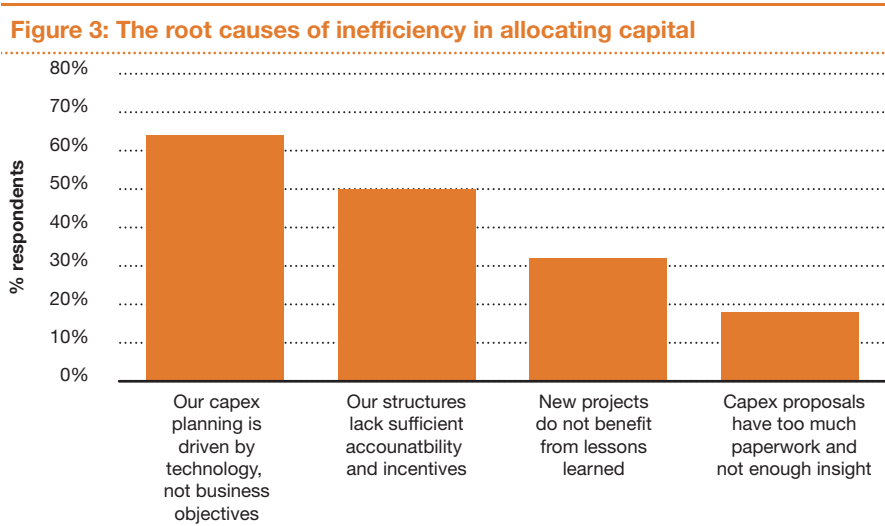 Figure 3: The root causes of inefficiency in allocating capital
80%
70%
60%
50%
40%
30%
20%
10%
0%
% respondents
Our capex
planning is
driven by
technology,
not business
objectives
Our structures
lack sufficient
accounatbility
and incentives
New projects
do not benefit
from lessons
learned
Capex proposals
have too much
paperwork and
not enough insight